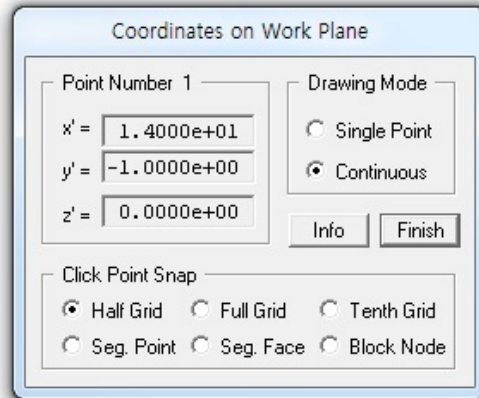 Coordinates on Work Plane
Point Number 1
x' = 1.4000e+01
y' = -1.0000e+00
z' = 0.0000e+00
Drawing Mode
Single Point
Continuous
Info Finish
Click Point Snap
Half Grid Full Grid Tenth Grid
Seg. Point Seg. Face Block Node